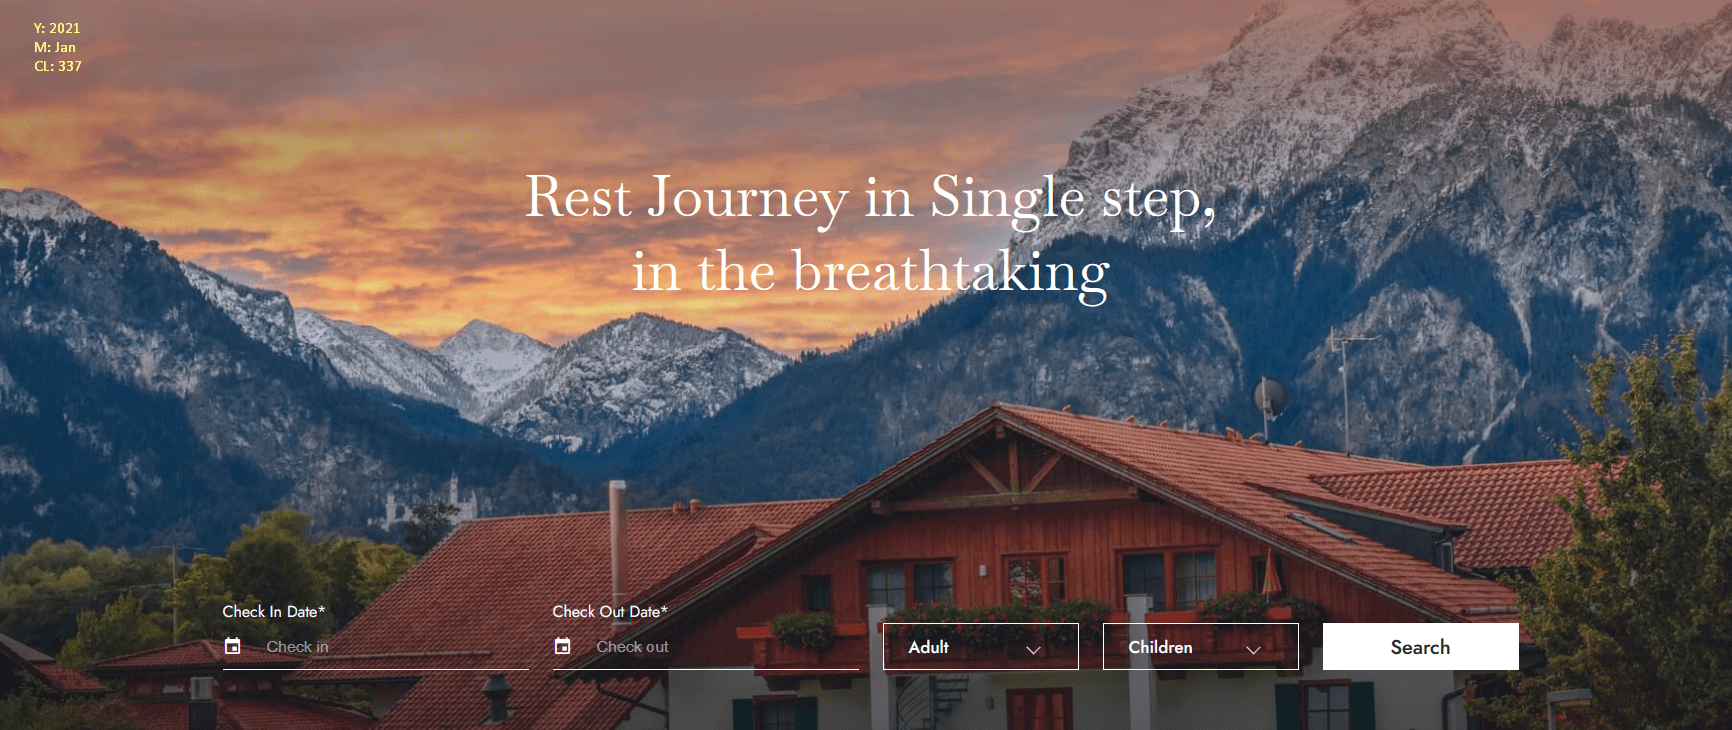 Y: 2021
M: Jan
CL: 337
Rest Journey in Single step,
in the breathtaking
Check In Date*
Check in
Check Out Date*
Check out
Adult
Children
Search